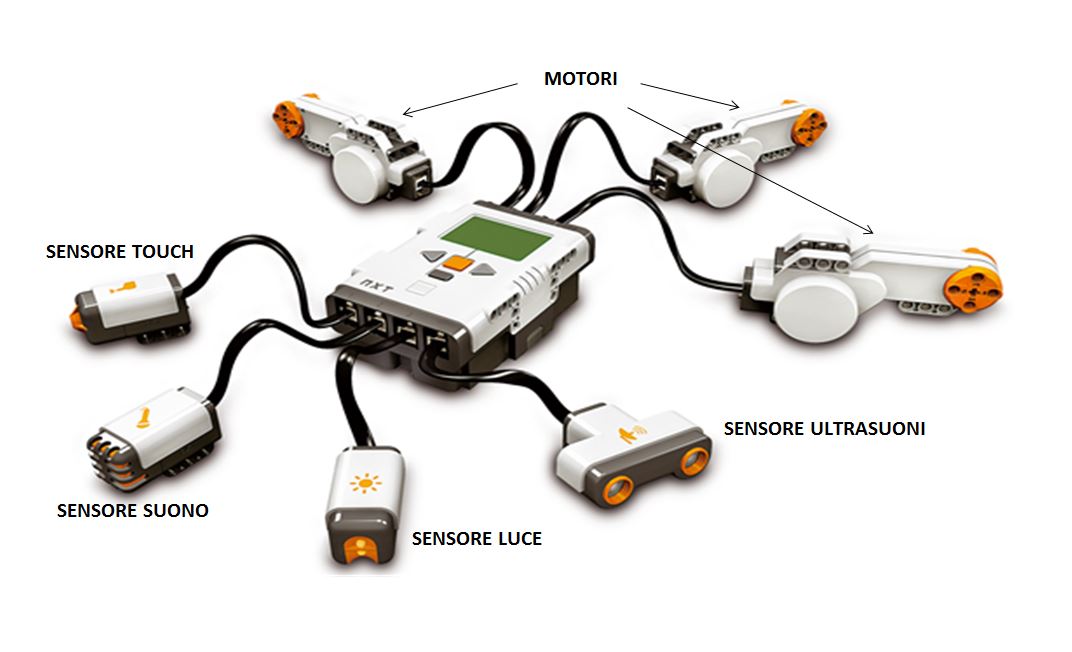 MOTORI
SENSORE TOUCH
NXT
SENSORE ULTRASUONI
SENSORE SUONO
SENSORE LUCE